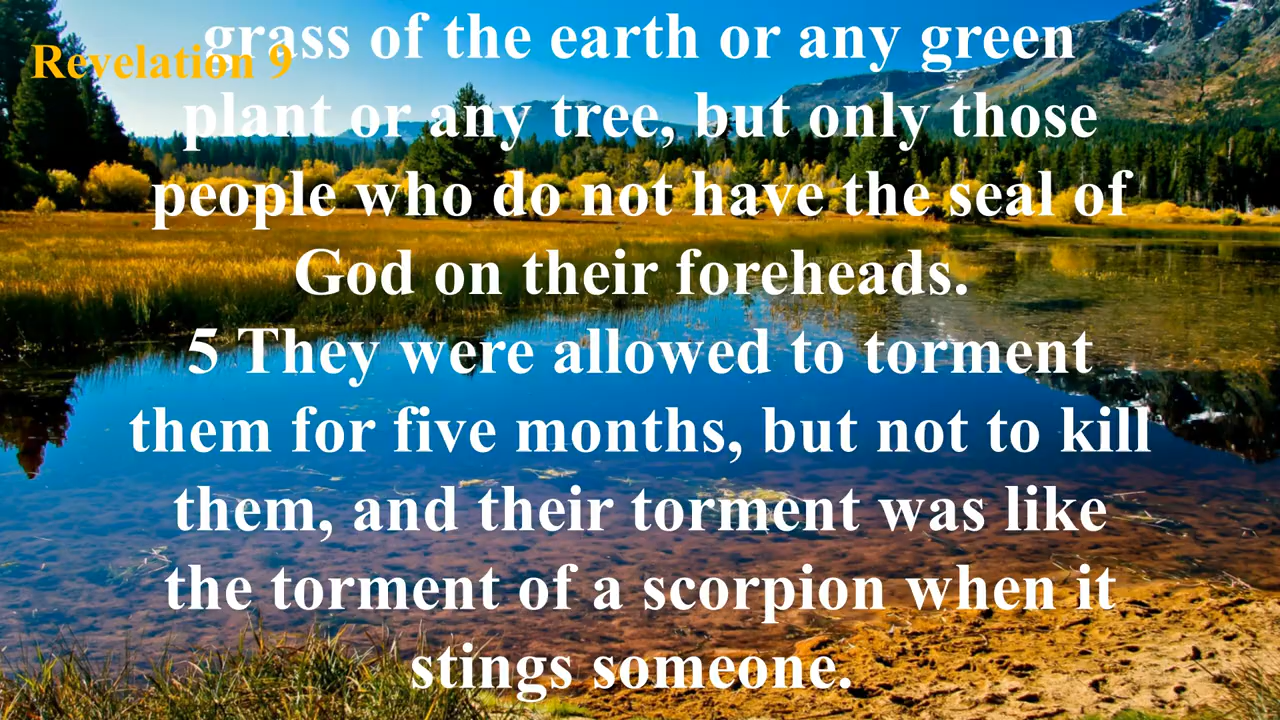 Revelation 9
grass of the earth or any green
plant or any tree, but only those
people who do not have the seal of
God on their foreheads.
5 They were allowed to torment
them for five months, but not to kill
them, and their torment was like
the torment of a scorpion when it
stings someone.